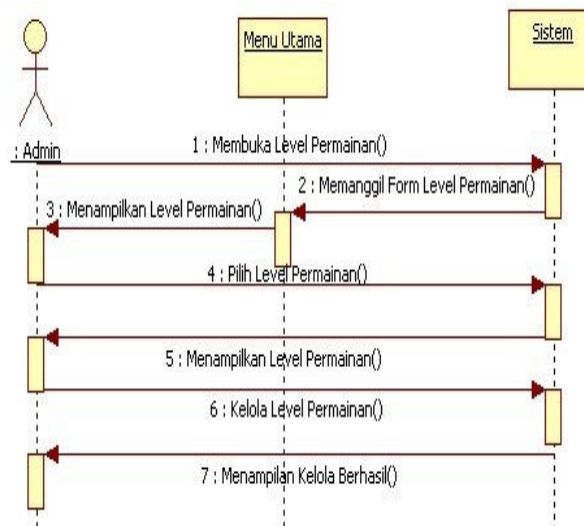 Menu Utama
Sistem
: Admin
1 : Membuka Level Permainan()
2 : Memanggil Form Level Permainan()
3 : Menampilkan Level Permainan()
4 : Pilih Level Permainan()
5 : Menampilkan Level Permainan()
6 : Kelola Level Permainan()
7 : Menampilan Kelola Berhasil()